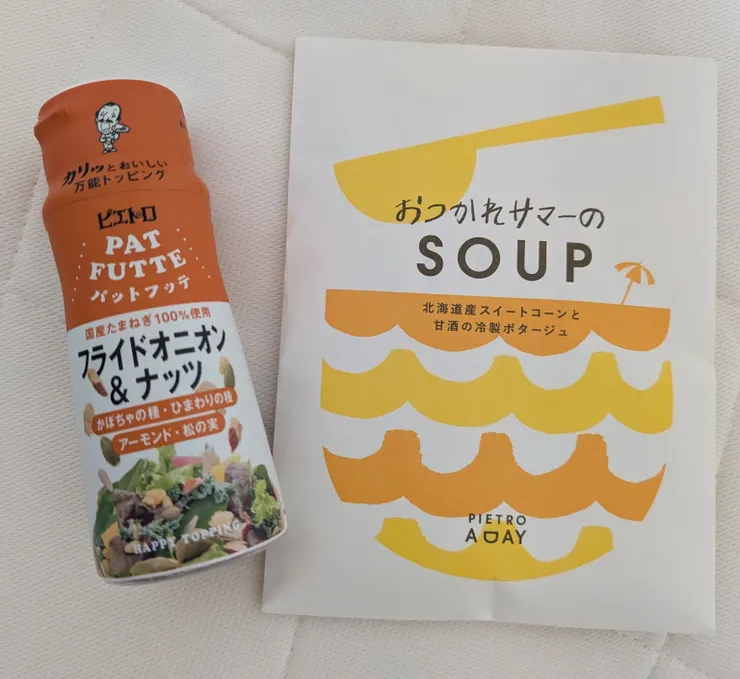 カリッとおいしい
万能トッピング
ピエトロ
PAT
FUTTE
パットフッテ
国産たまねぎ100%使用
フライドオニオン
&ナッツ
かぼちゃの種・ひまわりの種
アーモンド・松の実
HAPPY TOPPING
おつかれサマーの
SOUP
北海道産スイートコーンと
甘酒の冷製ポタージュ
PIETRO
A DAY